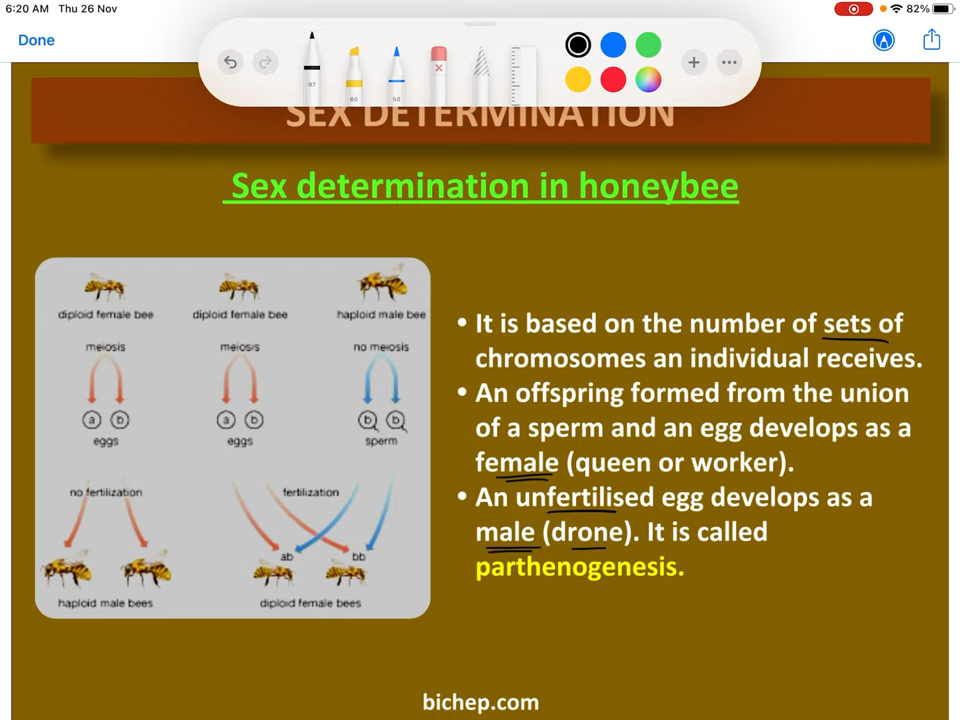 6:20 AM Thu 26 Nov 82%
Done
97 80 50
SEX DETERMINATION
Sex determination in honeybee
diploid female bee diploid female bee haploid male bee
meiosis meiosis no meiosis
a b a b b b
eggs eggs sperm
no fertilization fertilization
ab bb
haploid male bees diploid female bees
• It is based on the number of sets of
chromosomes an individual receives.
• An offspring formed from the union
of a sperm and an egg develops as a
female (queen or worker).
• An unfertilised egg develops as a
male (drone). It is called
parthenogenesis.
bichep.com